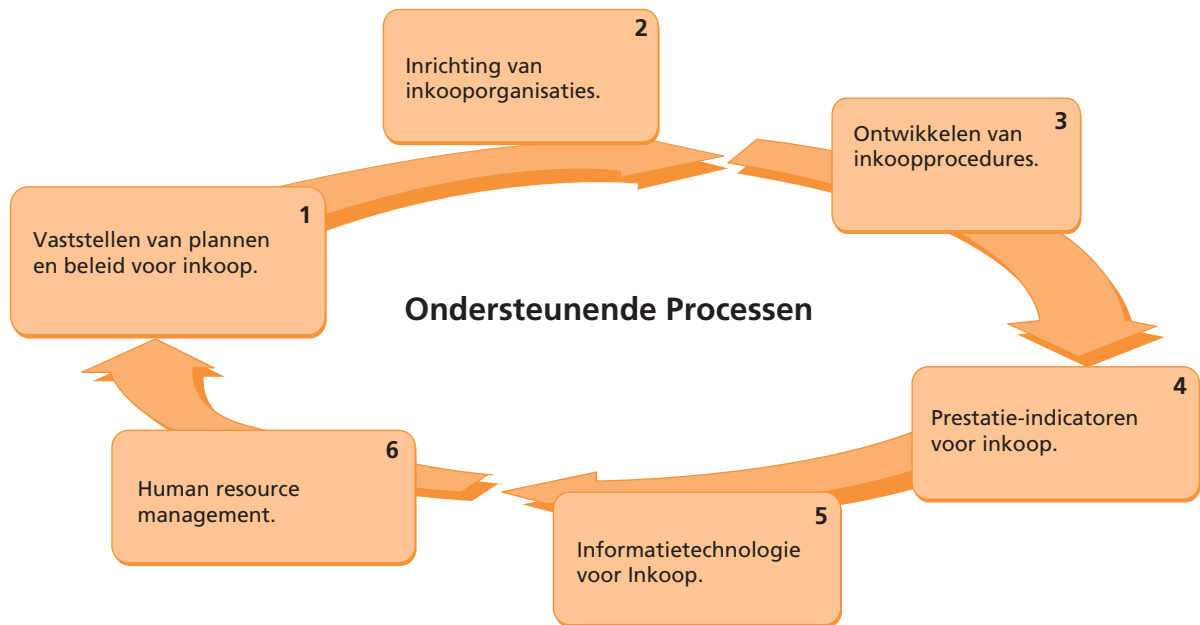 1
Vaststellen van plannen
en beleid voor inkoop.
2
Inrichting van
inkooporganisaties.
3
Ontwikkelen van
inkoopprocedures.
Ondersteunende Processen
4
Prestatie-indicatoren
voor inkoop.
5
Informatietechnologie
voor Inkoop.
6
Human resource
management.